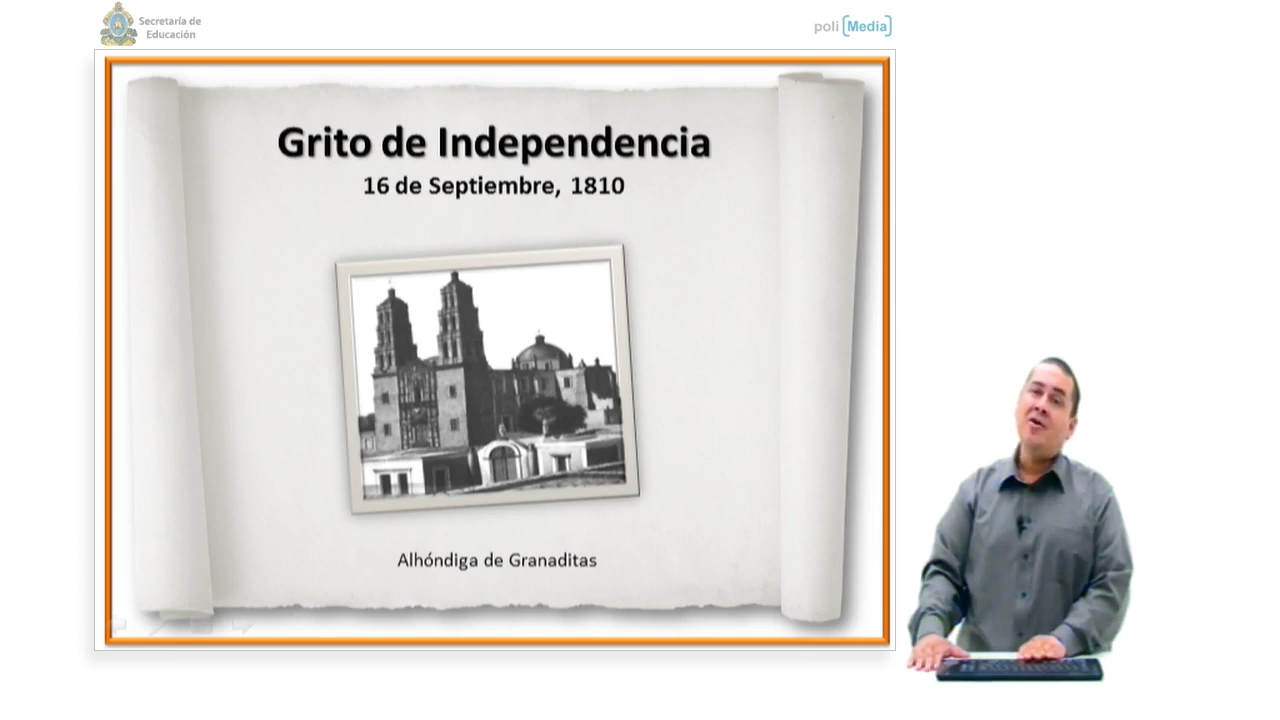 Secretaría de
Educación
poli[Media]
Grito de Independencia
16 de Septiembre, 1810
Alhóndiga de Granaditas